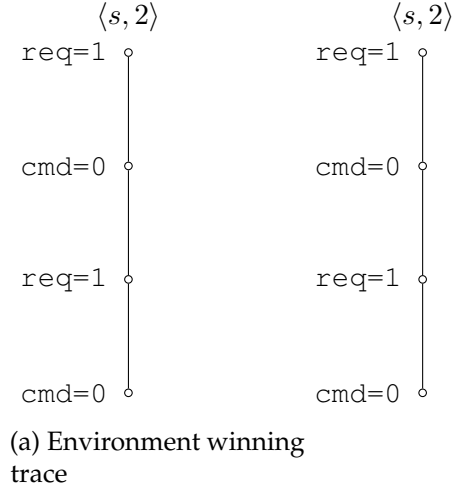 ⟨s, 2⟩ ⟨s, 2⟩
req=1 req=1
cmd=0 cmd=0
req=1 req=1
cmd=0 cmd=0
(a) Environment winning
trace